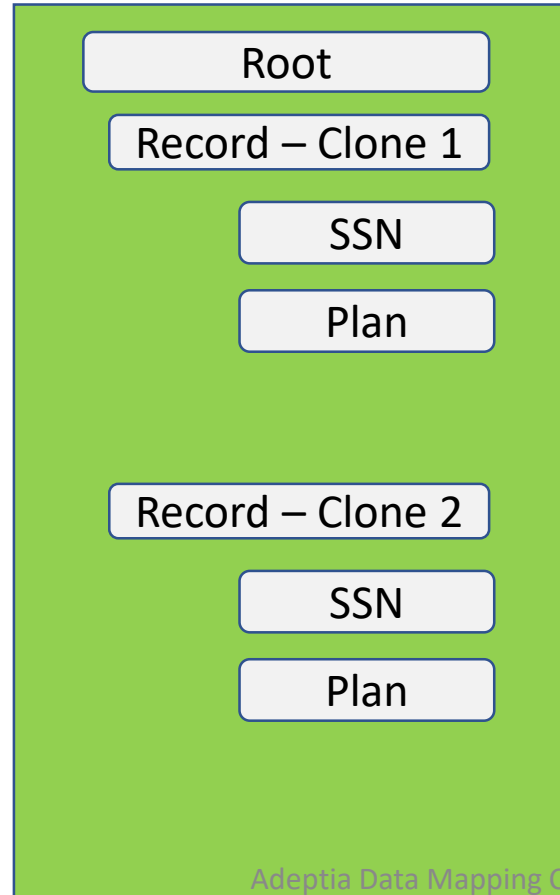 Root
Record – Clone 1
SSN
Plan
Record – Clone 2
SSN
Plan
Adeptia Data Mapping